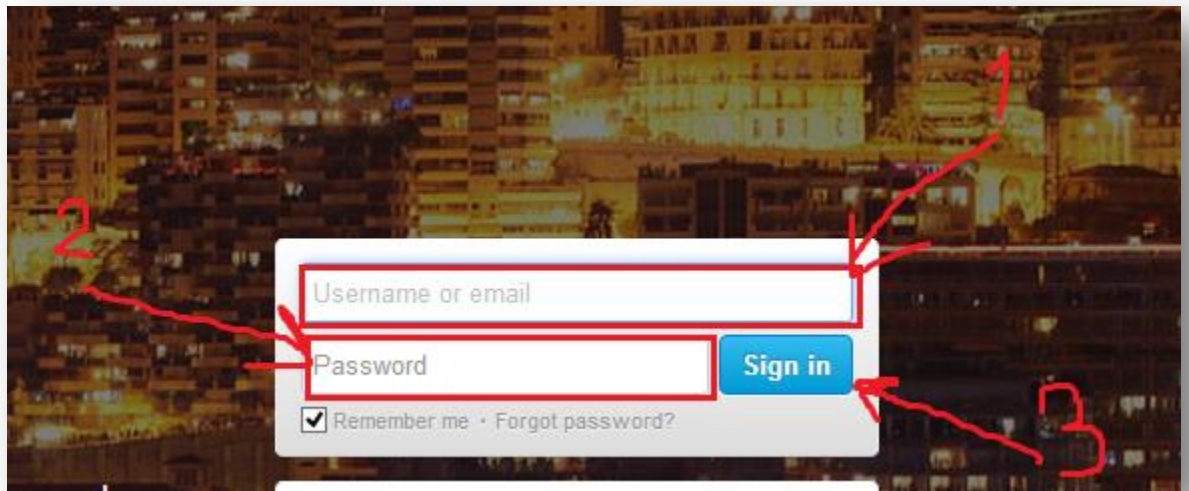 1
2
Username or email
Password
Sign in
Remember me · Forgot password?
3